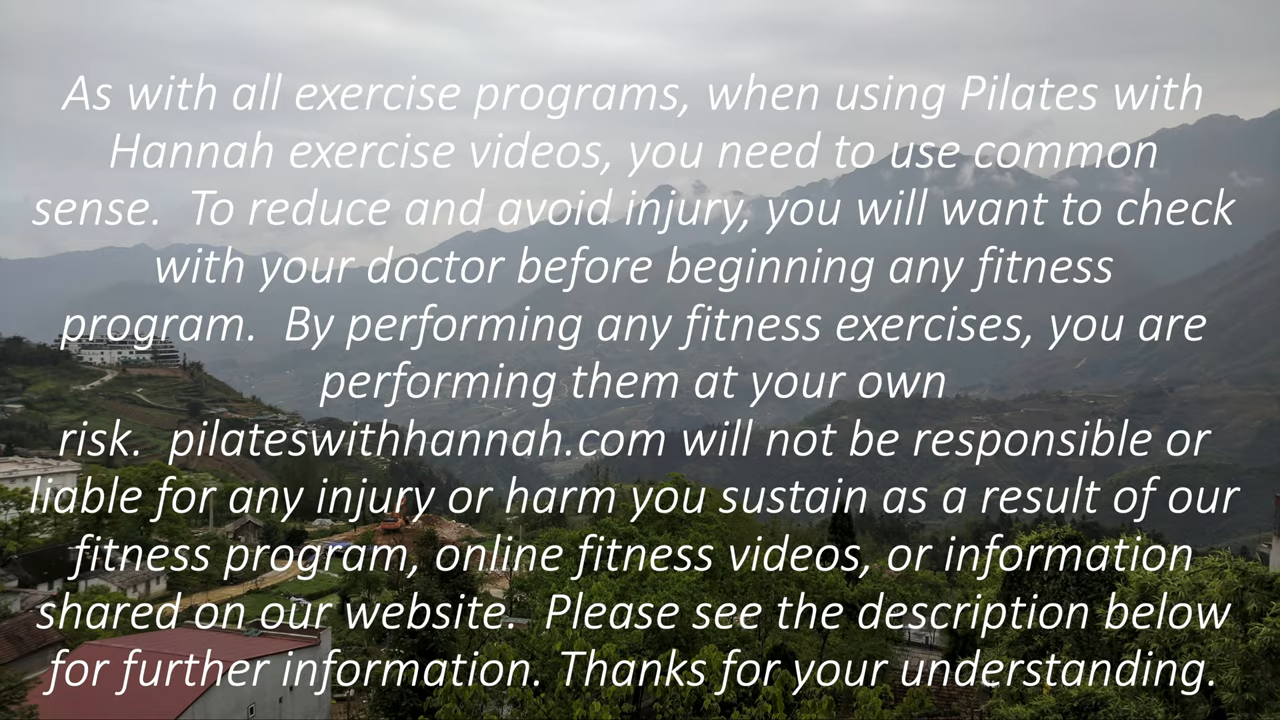 As with all exercise programs, when using Pilates with
Hannah exercise videos, you need to use common
sense.  To reduce and avoid injury, you will want to check
with your doctor before beginning any fitness
program.  By performing any fitness exercises, you are
performing them at your own
risk.  pilateswithhannah.com will not be responsible or
liable for any injury or harm you sustain as a result of our
fitness program, online fitness videos, or information
shared on our website.  Please see the description below
for further information. Thanks for your understanding.